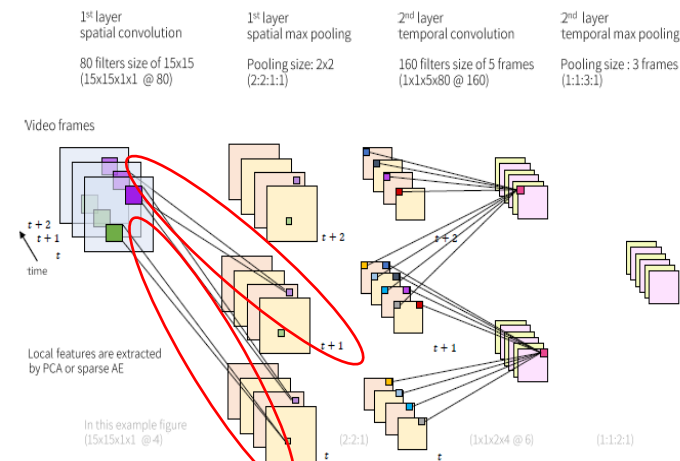 1st layer
spatial convolution
80 filters size of 15x15
(15x15x1x1 @ 80)
1st layer
spatial max pooling
Pooling size: 2x2
(2:2:1:1)
2nd layer
temporal convolution
160 filters size of 5 frames
(1x1x5x80 @ 160)
2nd layer
temporal max pooling
Pooling size : 3 frames
(1:1:3:1)
Video frames
t + 2
t + 1
t
time
t + 2
t + 1
t
t + 2
t + 1
t
Local features are extracted
by PCA or sparse AE
In this example figure
(15x15x1x1 @ 4)
(2:2:1)
(1x1x2x4 @ 6)
(1:1:2:1)